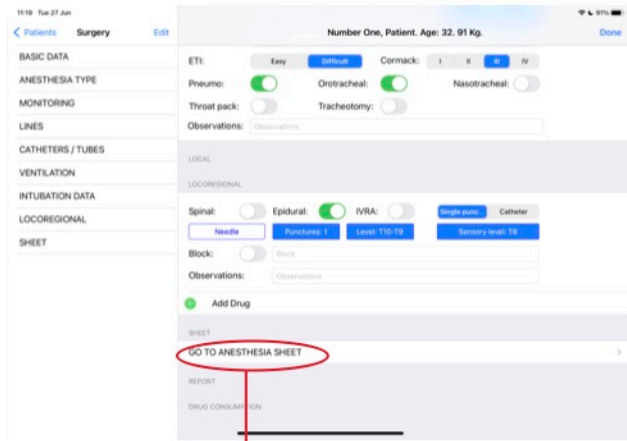 11:19 Tue 27 Jun
91%
Patients Surgery Edit
Number One, Patient. Age: 32. 91 Kg.
Done
BASIC DATA
ANESTHESIA TYPE
MONITORING
LINES
CATHETERS / TUBES
VENTILATION
INTUBATION DATA
LOCOREGIONAL
SHEET
ETI: Easy Difficult Cormack: I II III IV
Pneumo: Orotracheal: Nasotracheal:
Throat pack: Tracheotomy:
Observations: Observations
LOCAL
LOCOREGIONAL
Spinal: Epidural: IVRA: Single punc... Catheter
Needle Punctures: 1 Level: T10-T9 Sensory level: T6
Block: Block
Observations: Observations
Add Drug
SHEET
GO TO ANESTHESIA SHEET
REPORT
DRUG CONSUMPTION